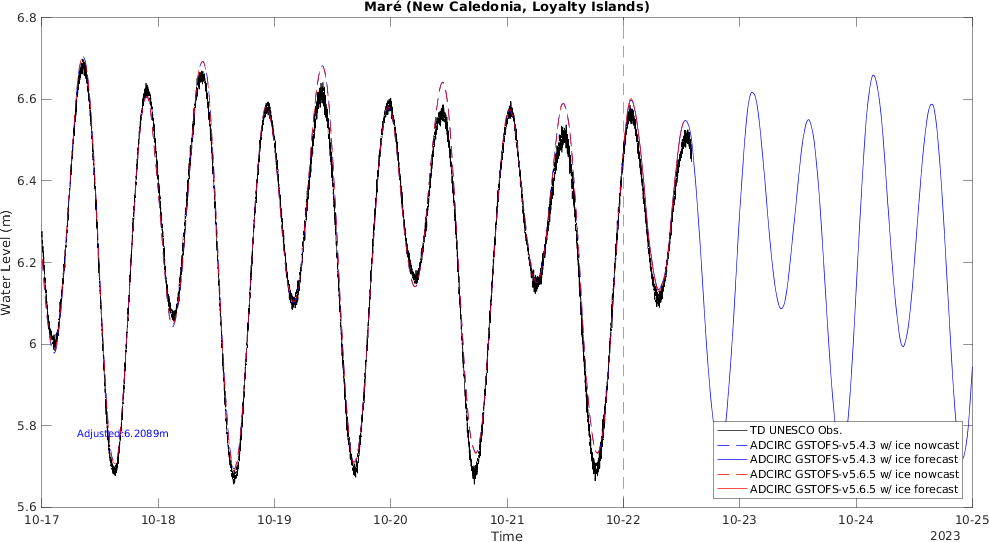 Maré (New Caledonia, Loyalty Islands)
6.8
6.6
6.4
6.2
6
5.8
5.6
Water Level (m)
Adjusted:6.2089m
TD UNESCO Obs.
ADCIRC GSTOFS-v5.4.3 w/ ice nowcast
ADCIRC GSTOFS-v5.4.3 w/ ice forecast
ADCIRC GSTOFS-v5.6.5 w/ ice nowcast
ADCIRC GSTOFS-v5.6.5 w/ ice forecast
10-17 10-18 10-19 10-20 10-21 10-22 10-23 10-24 10-25
Time
2023